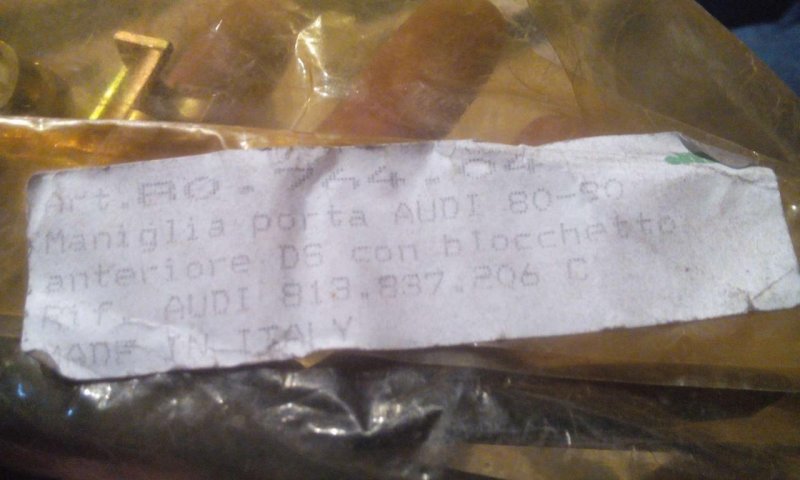 Art. 80.764.04
Maniglia porta AUDI 80-90
anteriore DS con blocchetto
Rif. AUDI 813.837.206 C
MADE IN ITALY